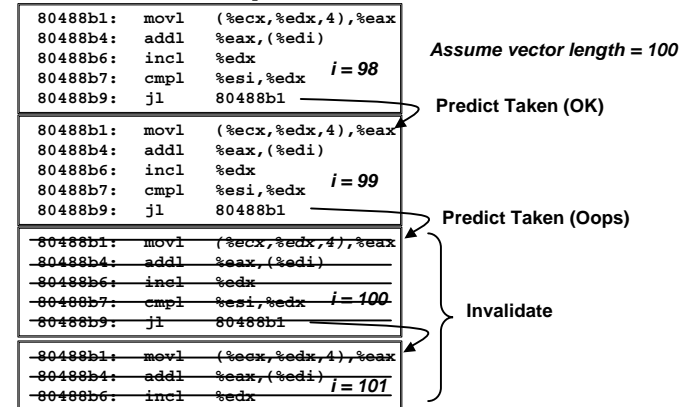 80488b1: movl (%ecx,%edx,4),%eax
80488b4: addl %eax,(%edi)
80488b6: incl %edx
80488b7: cmpl %esi,%edx
i = 98
80488b9: jl 80488b1
Assume vector length = 100
Predict Taken (OK)
80488b1: movl (%ecx,%edx,4),%eax
80488b4: addl %eax,(%edi)
80488b6: incl %edx
80488b7: cmpl %esi,%edx
i = 99
80488b9: jl 80488b1
Predict Taken (Oops)
80488b1: movl (%ecx,%edx,4),%eax
80488b4: addl %eax,(%edi)
80488b6: incl %edx
80488b7: cmpl %esi,%edx
i = 100
80488b9: jl 80488b1
Invalidate
80488b1: movl (%ecx,%edx,4),%eax
80488b4: addl %eax,(%edi)
i = 101
80488b6: incl %edx